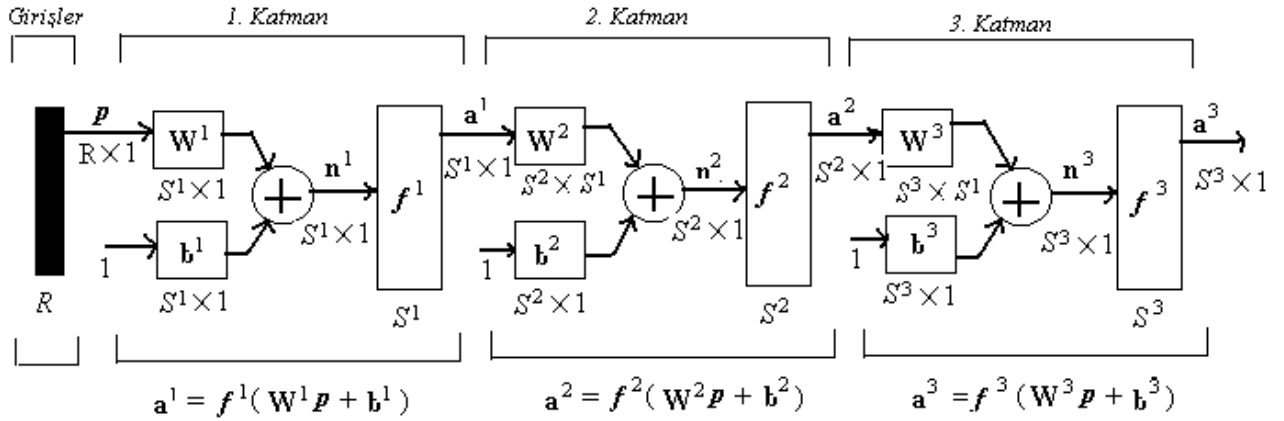 Girişler 1. Katman 2. Katman 3. Katman
p W¹ n¹ f¹ a¹ W² n² f² a² W³ n³ f³ a³
R×1 S¹×1 S¹×1 S²×S¹ S²×1 S³×S¹ S³×1
+ S¹×1 + S²×1 + S³×1
1 b¹ 1 b² 1 b³
R S¹×1 S¹ S²×1 S² S³×1 S³
a¹ = f¹(W¹p + b¹) a² = f²(W²p + b²) a³ = f³(W³p + b³)